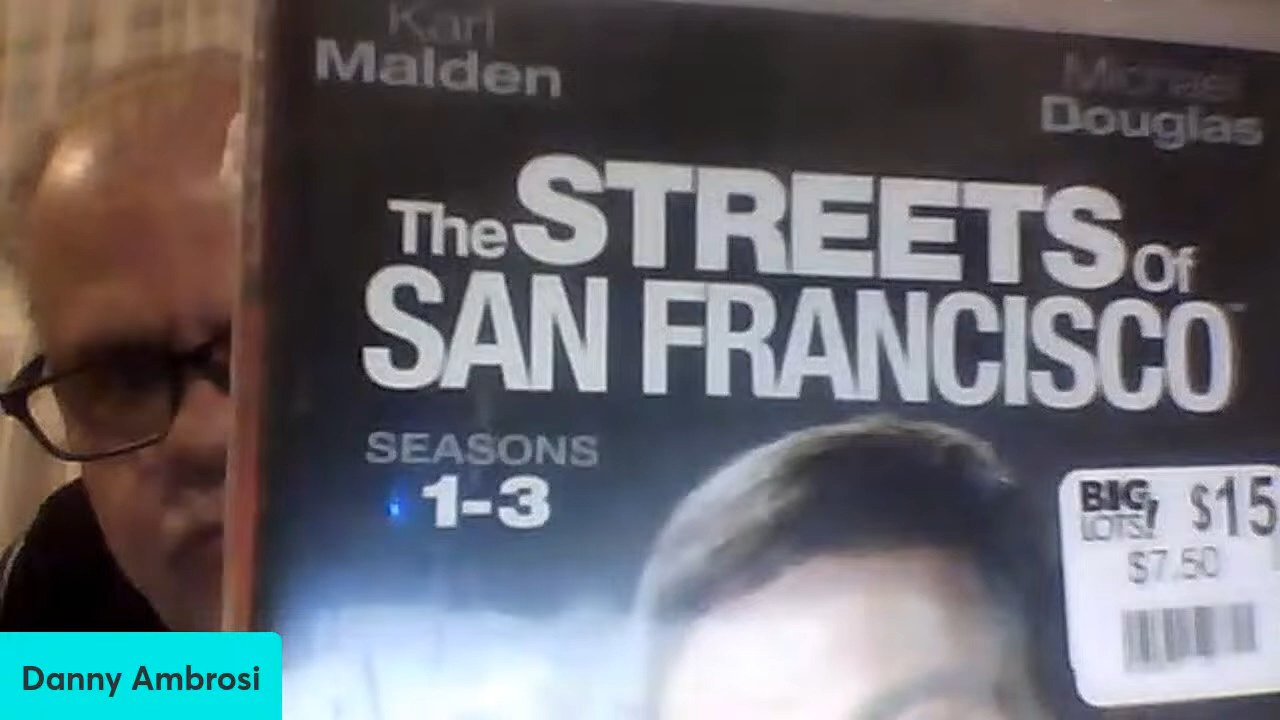 Karl
Malden
Michael
Douglas
The STREETS Of
SAN FRANCISCO
SEASONS
1-3
BIG
LOTS!
$15
$7.50
Danny Ambrosi